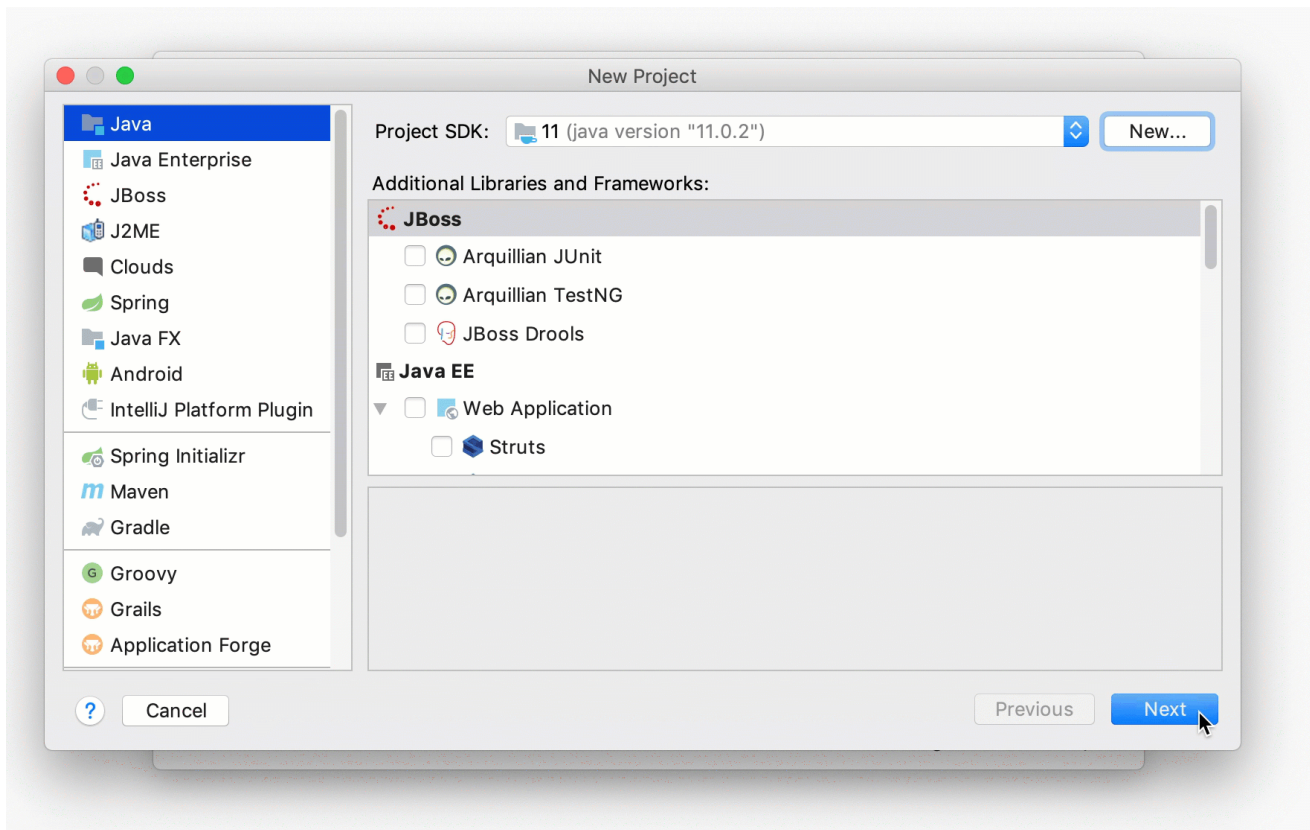 New Project
Java
Java Enterprise
JBoss
J2ME
Clouds
Spring
Java FX
Android
IntelliJ Platform Plugin
Spring Initializr
Maven
Gradle
G Groovy
Grails
Application Forge
Project SDK: 11 (java version "11.0.2") New...
Additional Libraries and Frameworks:
JBoss
Arquillian JUnit
Arquillian TestNG
JBoss Drools
EE Java EE
Web Application
Struts
? Cancel Previous Next